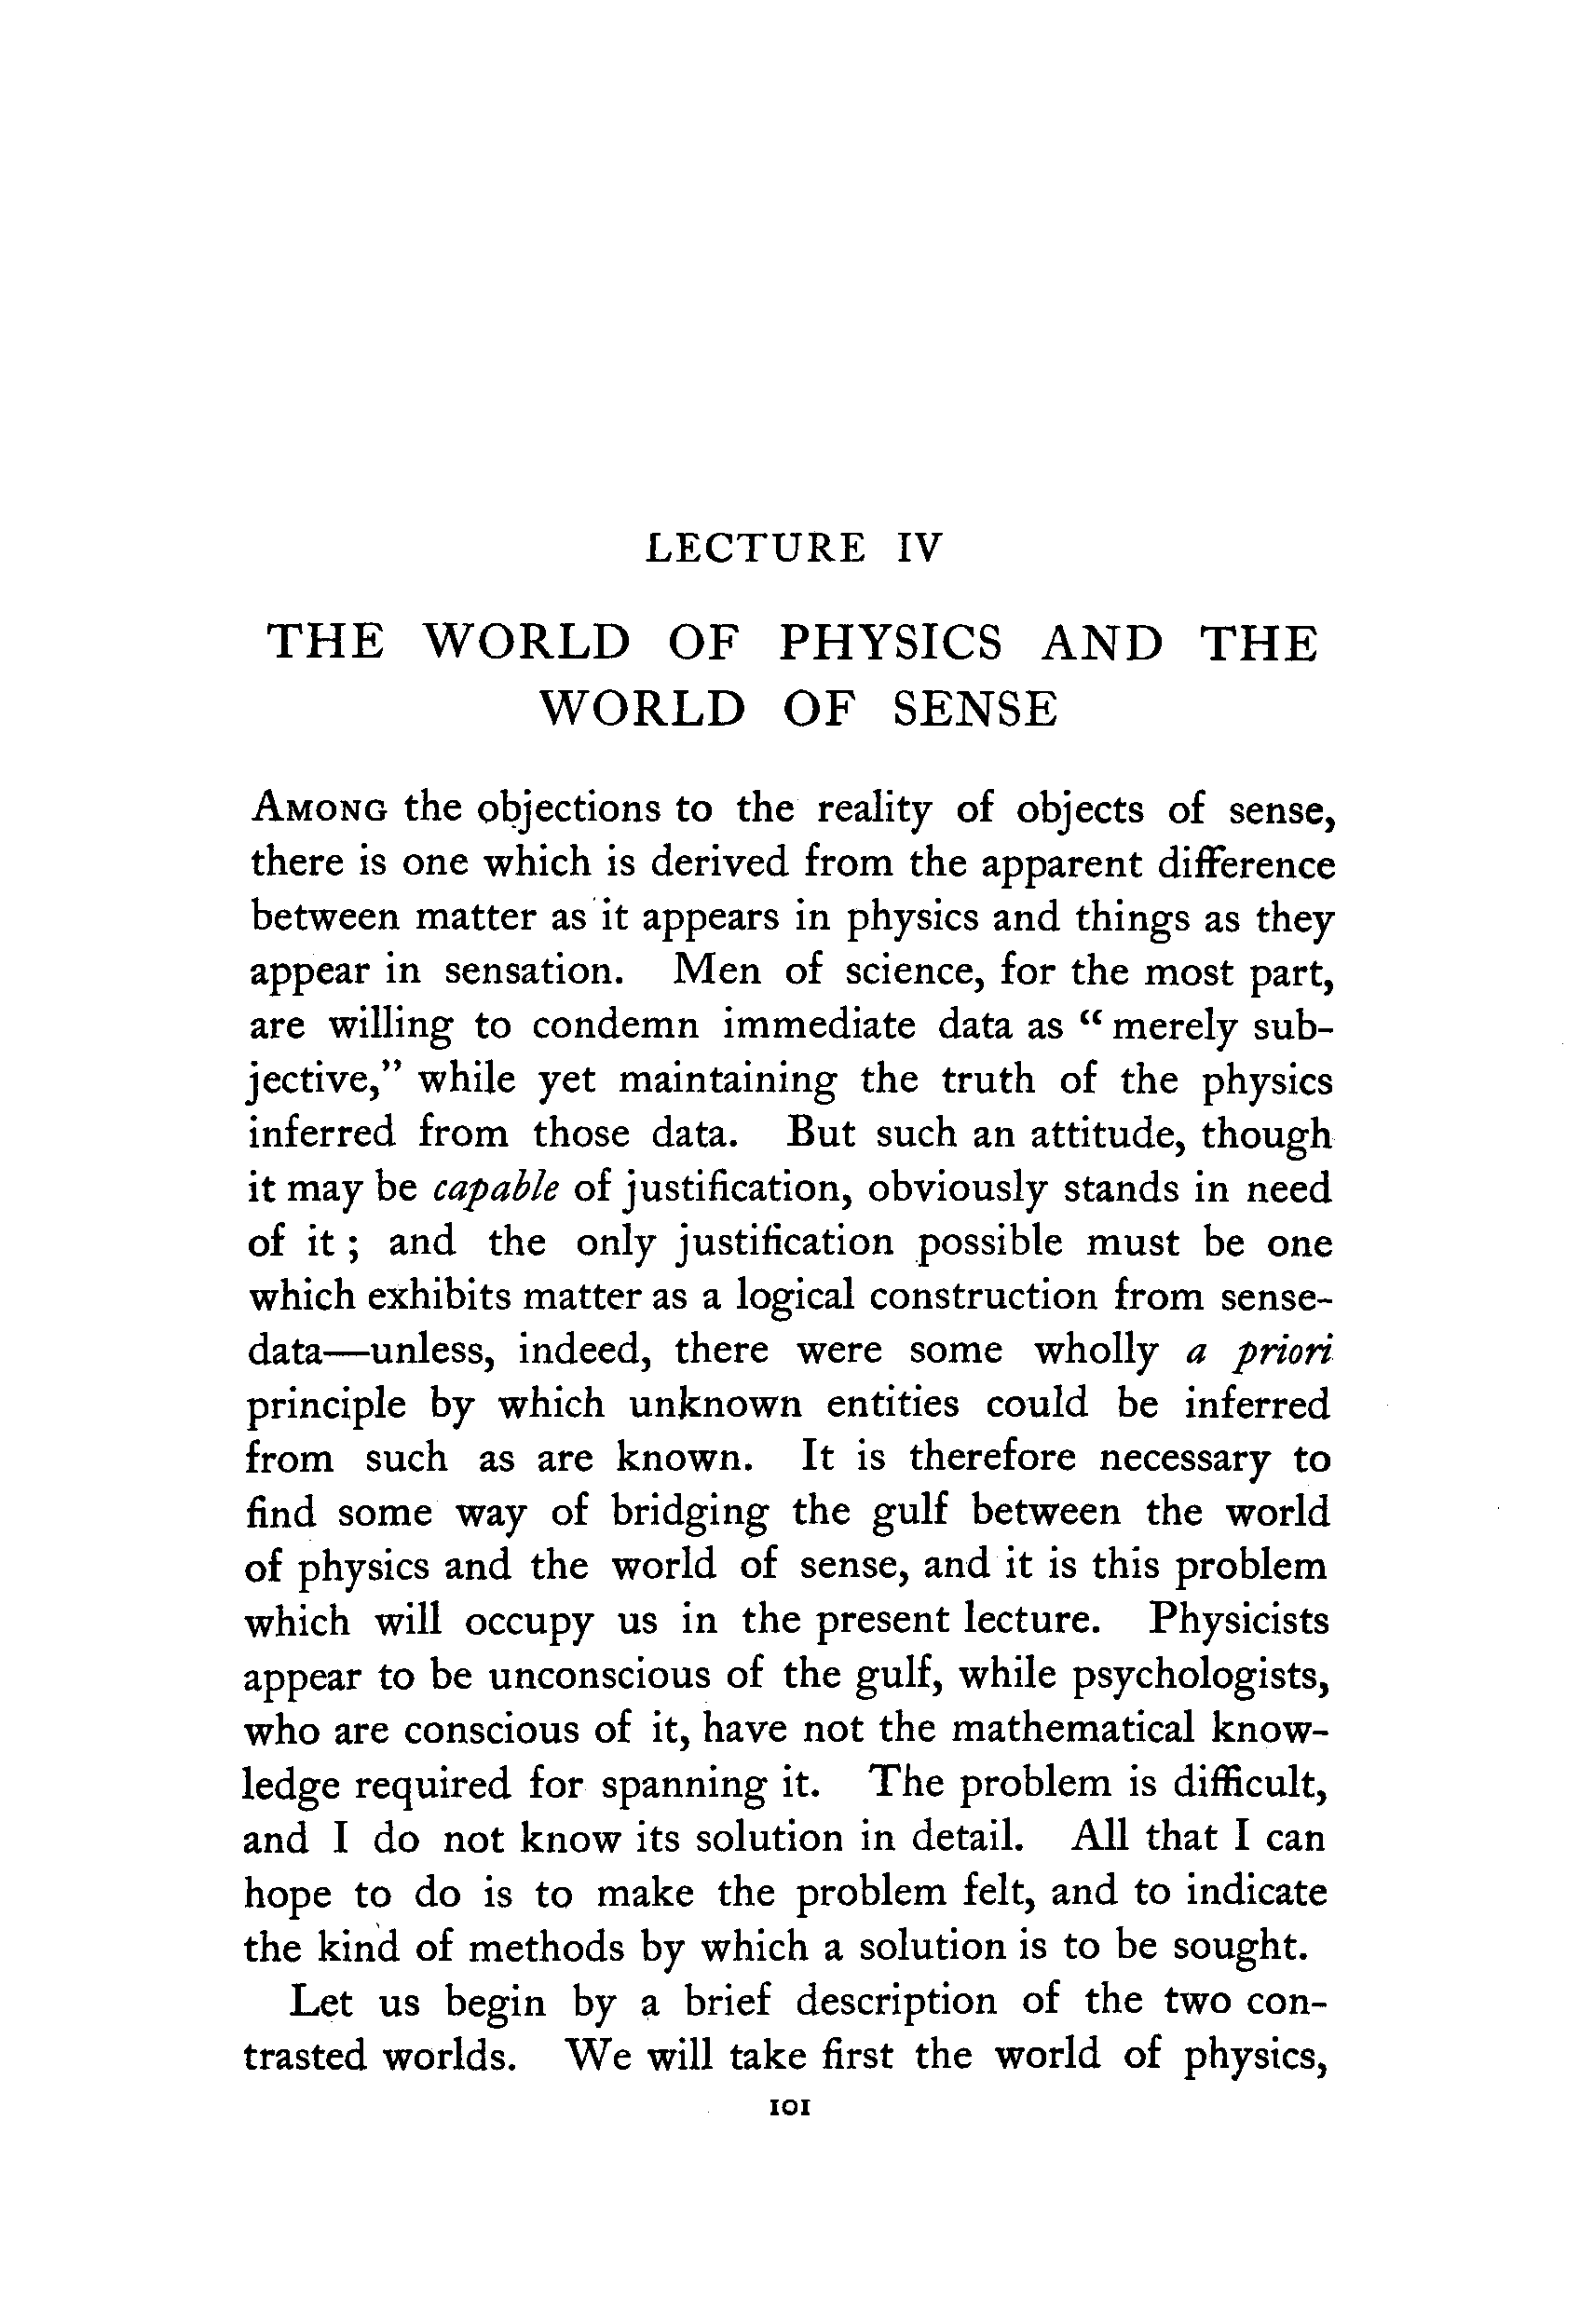 LECTURE IV
THE WORLD OF PHYSICS AND THE
WORLD OF SENSE
AMONG the objections to the reality of objects of sense,
there is one which is derived from the apparent difference
between matter as it appears in physics and things as they
appear in sensation. Men of science, for the most part,
are willing to condemn immediate data as “ merely sub-
jective,” while yet maintaining the truth of the physics
inferred from those data. But such an attitude, though
it may be capable of justification, obviously stands in need
of it ; and the only justification possible must be one
which exhibits matter as a logical construction from sense-
data—unless, indeed, there were some wholly a priori
principle by which unknown entities could be inferred
from such as are known. It is therefore necessary to
find some way of bridging the gulf between the world
of physics and the world of sense, and it is this problem
which will occupy us in the present lecture. Physicists
appear to be unconscious of the gulf, while psychologists,
who are conscious of it, have not the mathematical know-
ledge required for spanning it. The problem is difficult,
and I do not know its solution in detail. All that I can
hope to do is to make the problem felt, and to indicate
the kind of methods by which a solution is to be sought.
Let us begin by a brief description of the two con-
trasted worlds. We will take first the world of physics,
101